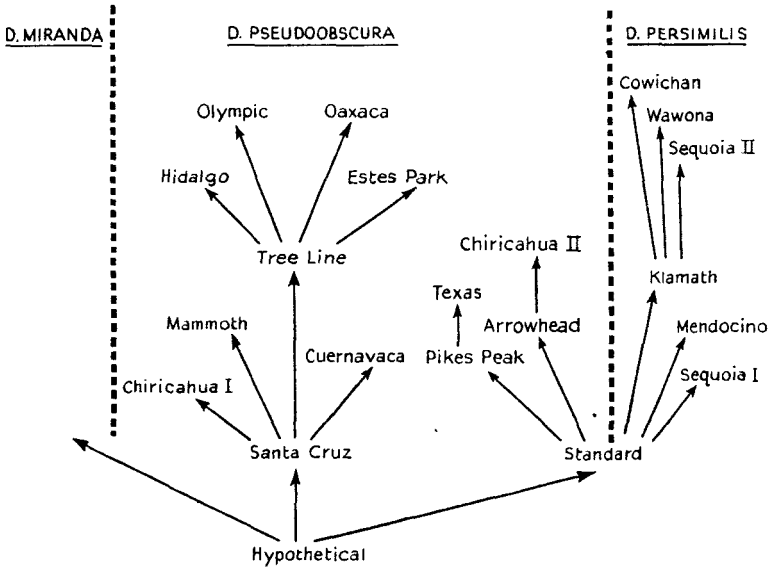 D. MIRANDA
D. PSEUDOOBSCURA
D. PERSIMILIS
Cowichan
Olympic
Oaxaca
Wawona
Sequoia II
Hidalgo
Estes Park
Chiricahua II
Tree Line
Klamath
Texas
Mammoth
Arrowhead
Mendocino
Cuernavaca
Pikes Peak
Chiricahua I
Sequoia I
Santa Cruz
Standard
Hypothetical